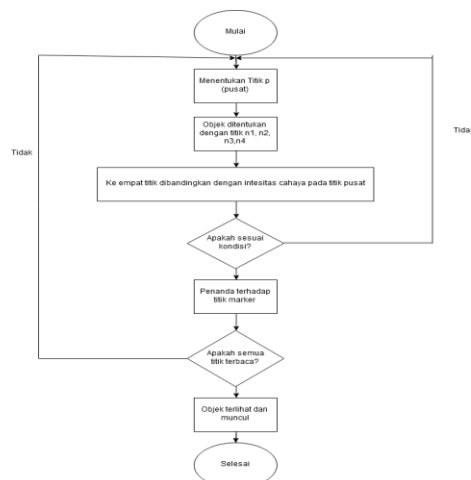 Mulai
Menentukan Titik p
(pusat)
Objek ditentukan
dengan titik n1, n2,
n3,n4
Tidak
Tida
Ke empat titik dibandingkan dengan intesitas cahaya pada titik pusat
Apakah sesuai
kondisi?
Penanda terhadap
titik marker
Apakah semua
titik terbaca?
Objek terlihat dan
muncul
Selesai